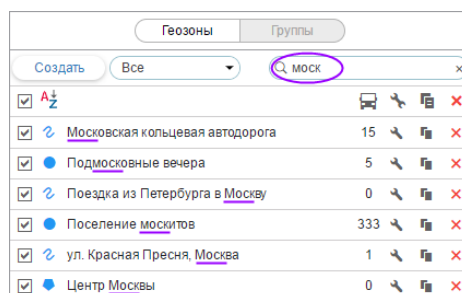 Геозоны Группы
Создать Все моск ×
AZ
Московская кольцевая автодорога 15
Подмосковные вечера 5
Поездка из Петербурга в Москву 0
Поселение москитов 333
ул. Красная Пресня, Москва 1
Центр Москвы 0